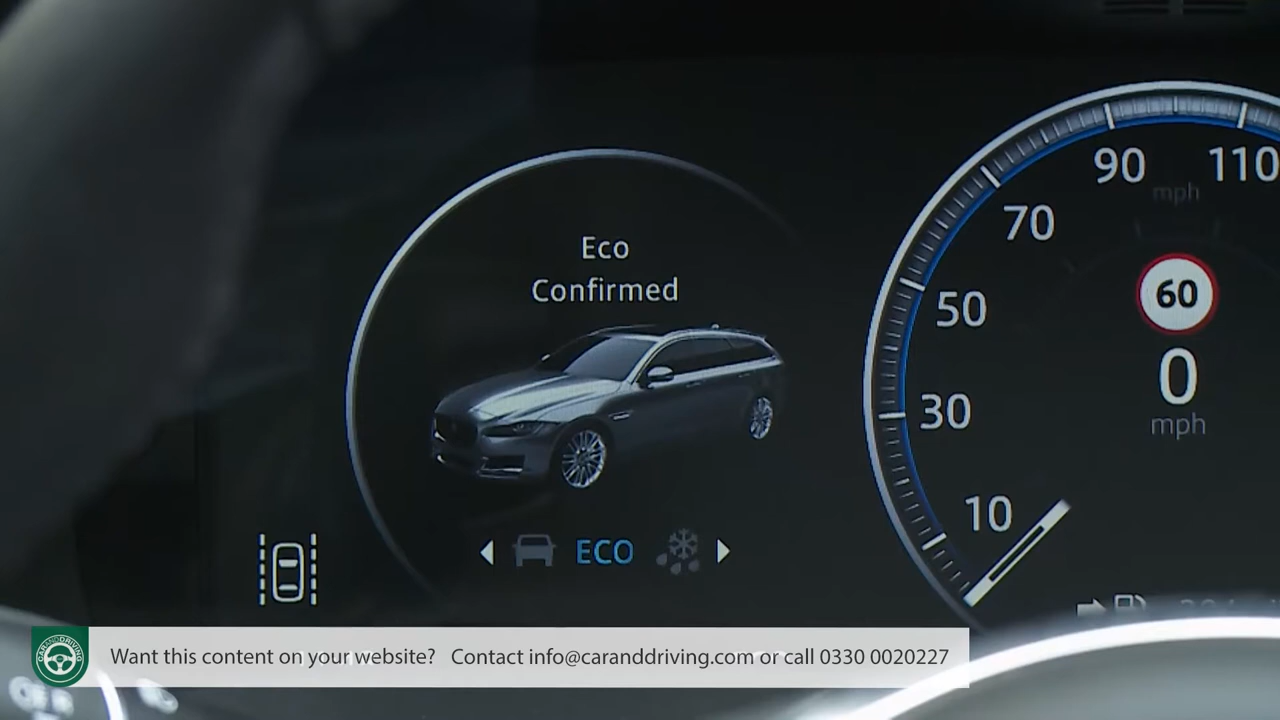 Eco
Confirmed
ECO
90
110
mph
70
60
50
0
mph
30
10
CARANDDRIVING
Want this content on your website? Contact info@caranddriving.com or call 0330 0020227